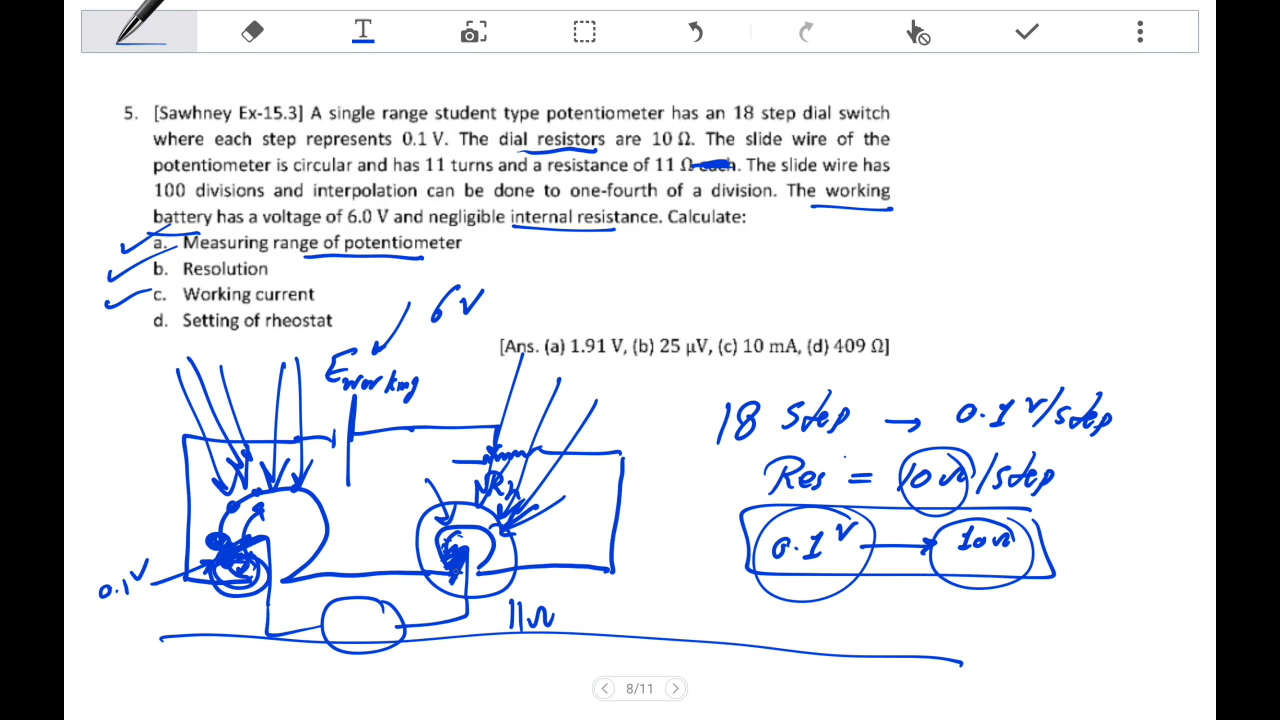 T
5. [Sawhney Ex-15.3] A single range student type potentiometer has an 18 step dial switch
where each step represents 0.1 V. The dial resistors are 10 Ω. The slide wire of the
potentiometer is circular and has 11 turns and a resistance of 11 Ω each. The slide wire has
100 divisions and interpolation can be done to one-fourth of a division. The working
battery has a voltage of 6.0 V and negligible internal resistance. Calculate:
a. Measuring range of potentiometer
b. Resolution
c. Working current
d. Setting of rheostat
[Ans. (a) 1.91 V, (b) 25 μV, (c) 10 mA, (d) 409 Ω]
6V
Eworking
18 Step → 0.1 V/step
Res = 10Ω/step
0.1 V → 10Ω
0.1V
11Ω
8/11